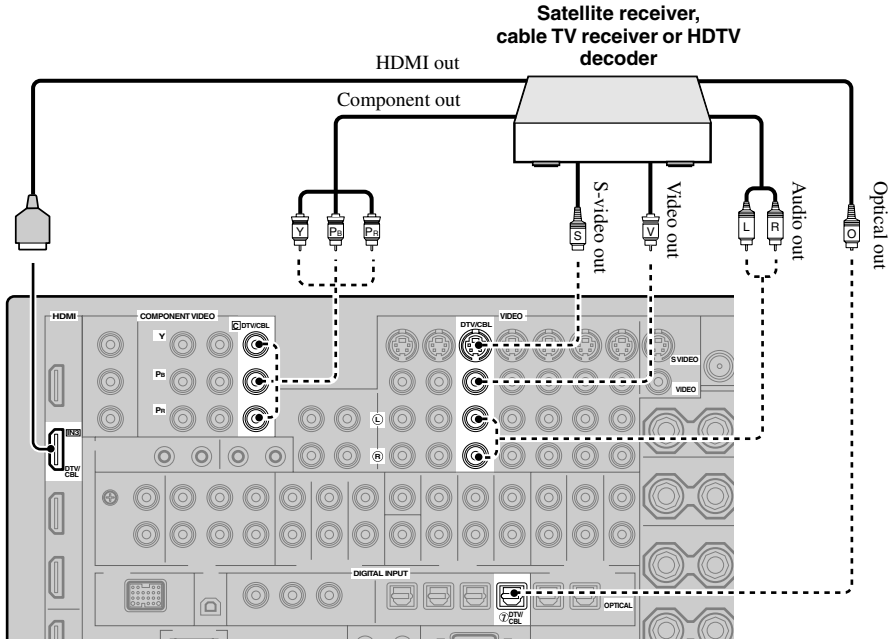 Satellite receiver,
cable TV receiver or HDTV
decoder
HDMI out
Component out
S-video out
Video out
Audio out
Optical out
Y
PB
PR
S
V
L
R
O
HDMI
COMPONENT VIDEO
C DTV/CBL
VIDEO
DTV/CBL
Y
S VIDEO
PB
VIDEO
PR
L
IN3
R
DTV/
CBL
DIGITAL INPUT
OPTICAL
7 DTV/
CBL